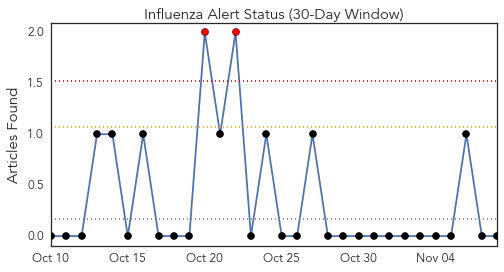 Influenza Alert Status (30-Day Window)
Articles Found
2.0
1.5
1.0
0.5
0.0
Oct 10 Oct 15 Oct 20 Oct 25 Oct 30 Nov 04